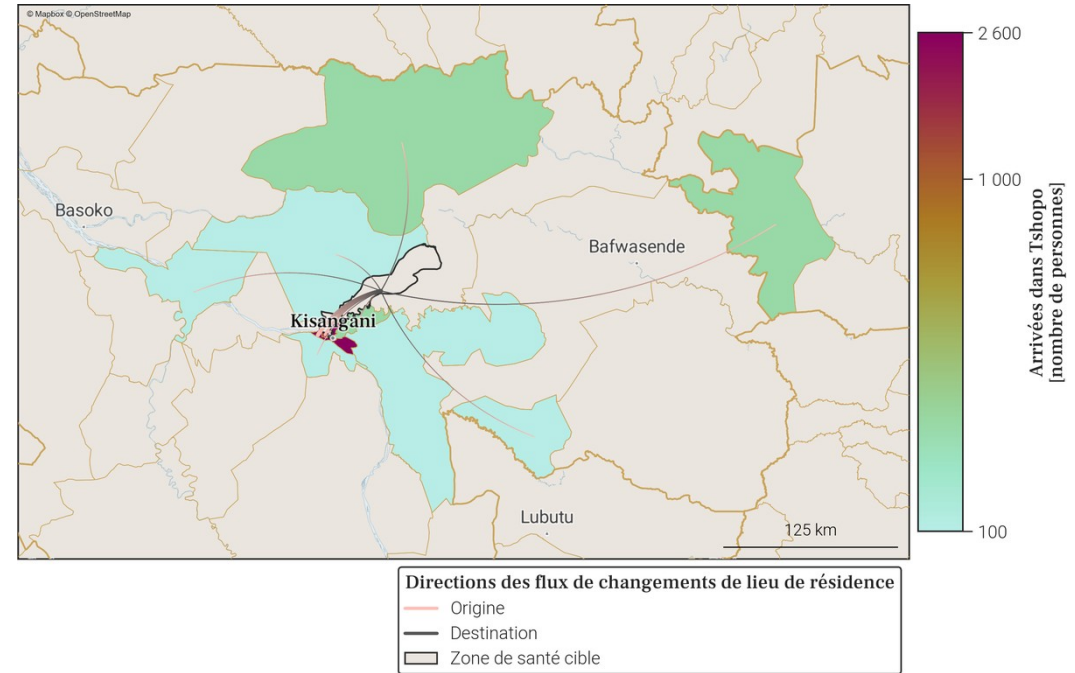 © Mapbox © OpenStreetMap
2 600
1 000
100
Arrivées dans Tshopo
[nombre de personnes]
Basoko
Bafwasende
Kisangani
Lubutu
125 km
Directions des flux de changements de lieu de résidence
Origine
Destination
Zone de santé cible